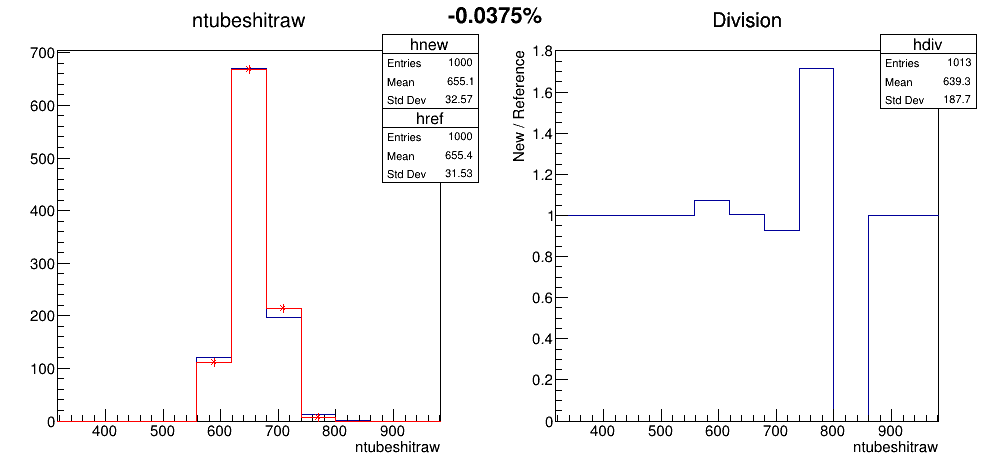 -0.0375%
ntubeshitraw
hnew
Entries 1000
Mean 655.1
Std Dev 32.57
href
Entries 1000
Mean 655.4
Std Dev 31.53
700
600
500
400
300
200
100
0
400 500 600 700 800 900
ntubeshitraw
Division
hdiv
Entries 1013
Mean 639.3
Std Dev 187.7
New / Reference
1.8
1.6
1.4
1.2
1
0.8
0.6
0.4
0.2
0
400 500 600 700 800 900
ntubeshitraw